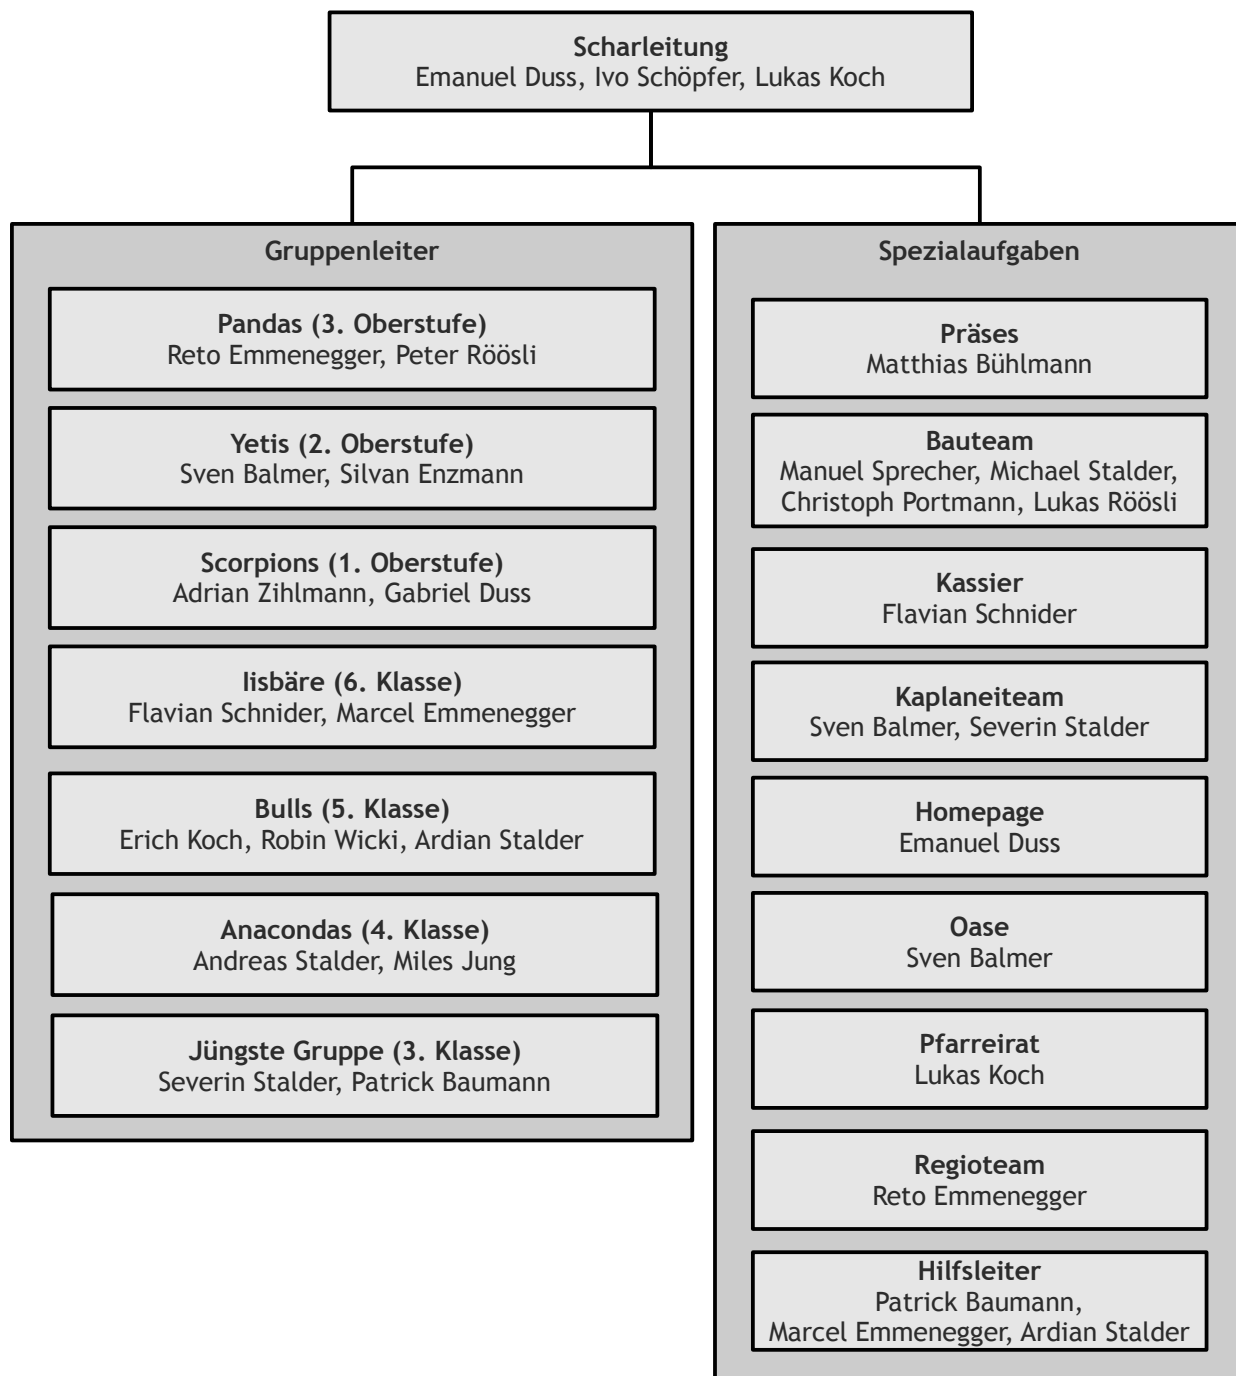 Scharleitung
Emanuel Duss, Ivo Schöpfer, Lukas Koch
Gruppenleiter
Pandas (3. Oberstufe)
Reto Emmenegger, Peter Röösli
Yetis (2. Oberstufe)
Sven Balmer, Silvan Enzmann
Scorpions (1. Oberstufe)
Adrian Zihlmann, Gabriel Duss
Iisbäre (6. Klasse)
Flavian Schnider, Marcel Emmenegger
Bulls (5. Klasse)
Erich Koch, Robin Wicki, Ardian Stalder
Anacondas (4. Klasse)
Andreas Stalder, Miles Jung
Jüngste Gruppe (3. Klasse)
Severin Stalder, Patrick Baumann
Spezialaufgaben
Präses
Matthias Bühlmann
Bauteam
Manuel Sprecher, Michael Stalder,
Christoph Portmann, Lukas Röösli
Kassier
Flavian Schnider
Kaplaneiteam
Sven Balmer, Severin Stalder
Homepage
Emanuel Duss
Oase
Sven Balmer
Pfarreirat
Lukas Koch
Regioteam
Reto Emmenegger
Hilfsleiter
Patrick Baumann,
Marcel Emmenegger, Ardian Stalder